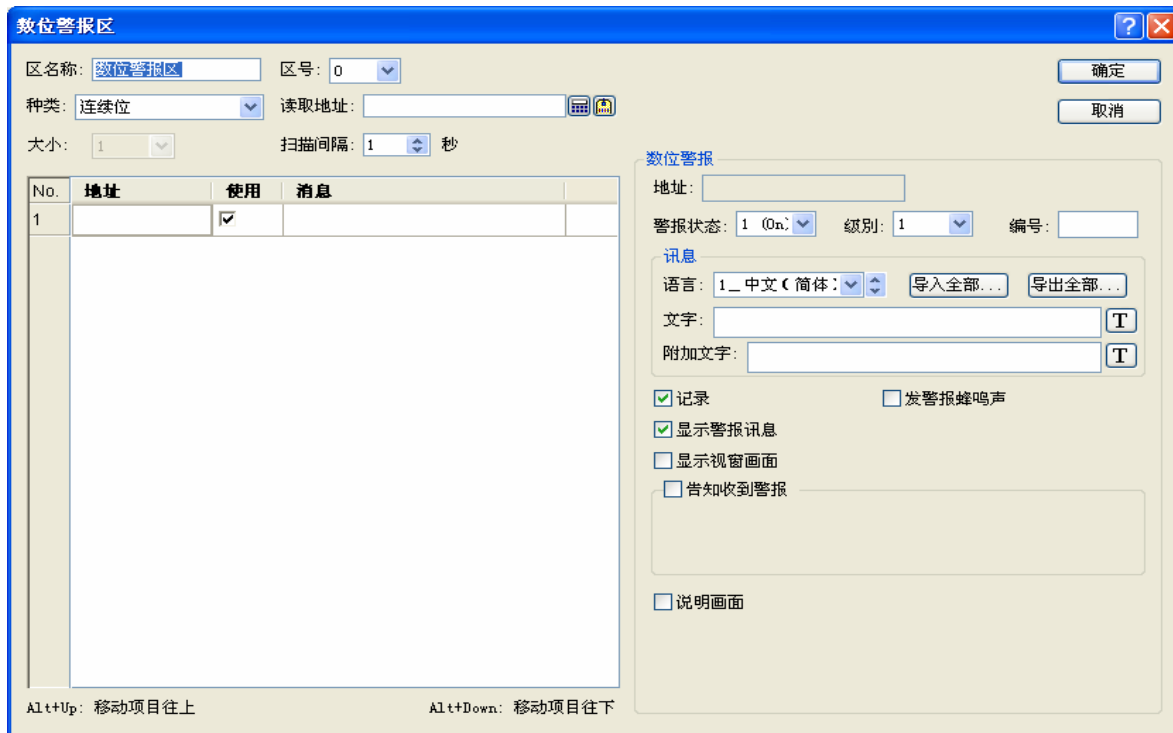 数位警报区
区名称: 数位警报区 区号: 0 确定
种类: 连续位 读取地址: 取消
大小: 1 扫描间隔: 1 秒
No. 地址 使用 消息
1
数位警报
地址:
警报状态: 1 (On) 级别: 1 编号:
讯息
语言: 1_中文(简体) 导入全部... 导出全部...
文字: T
附加文字: T
记录 发警报蜂鸣声
显示警报讯息
显示视窗画面
告知收到警报
说明画面
Alt+Up: 移动项目往上 Alt+Down: 移动项目往下